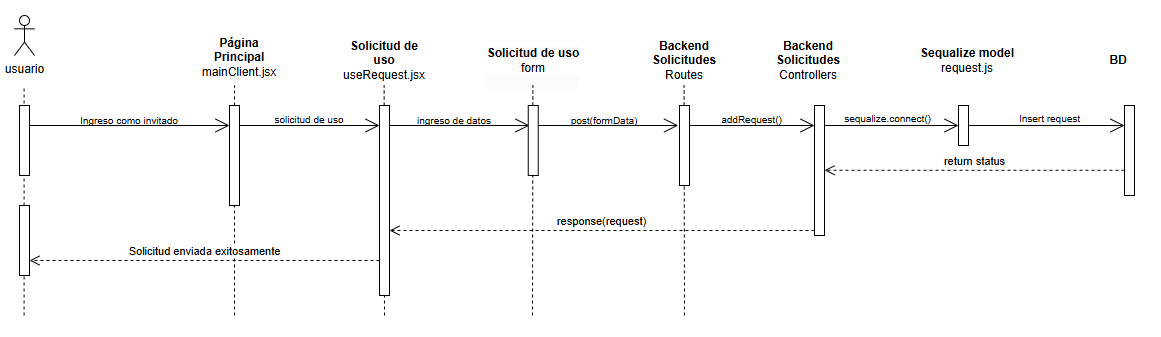 usuario
Página
Principal
mainClient.jsx
Solicitud de
uso
useRequest.jsx
Solicitud de uso
form
Backend
Solicitudes
Routes
Backend
Solicitudes
Controllers
Sequalize model
request.js
BD
Ingreso como invitado
solicitud de uso
ingreso de datos
post(formData)
addRequest()
sequalize.connect()
Insert request
return status
response(request)
Solicitud enviada exitosamente